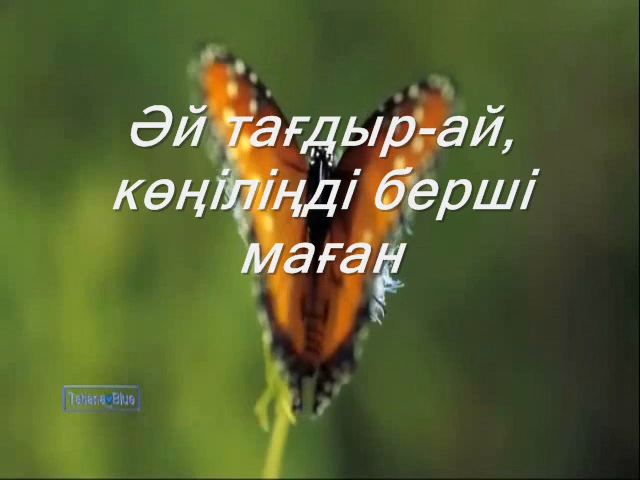 Әй тағдыр-ай,
көңіліңді берші
маған